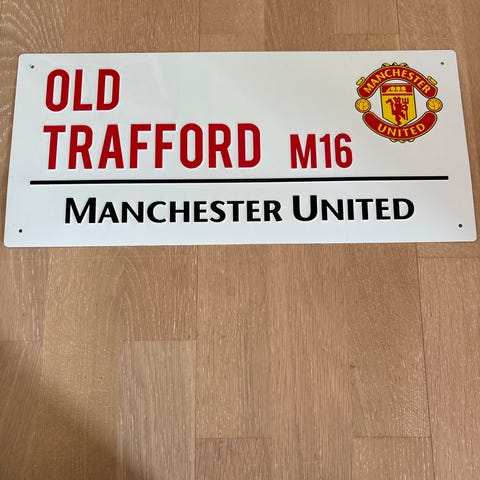 OLD
TRAFFORD M16
MANCHESTER UNITED
MANCHESTER
UNITED